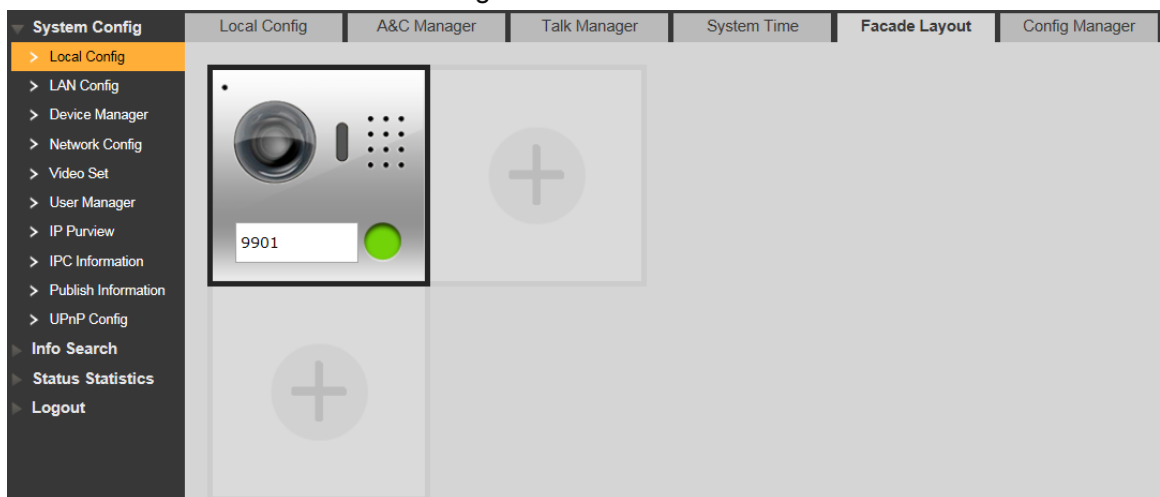 System Config
Local Config A&C Manager Talk Manager System Time Facade Layout Config Manager
> Local Config
> LAN Config
> Device Manager
> Network Config
> Video Set
> User Manager
> IP Purview
> IPC Information
> Publish Information
> UPnP Config
Info Search
Status Statistics
Logout
9901